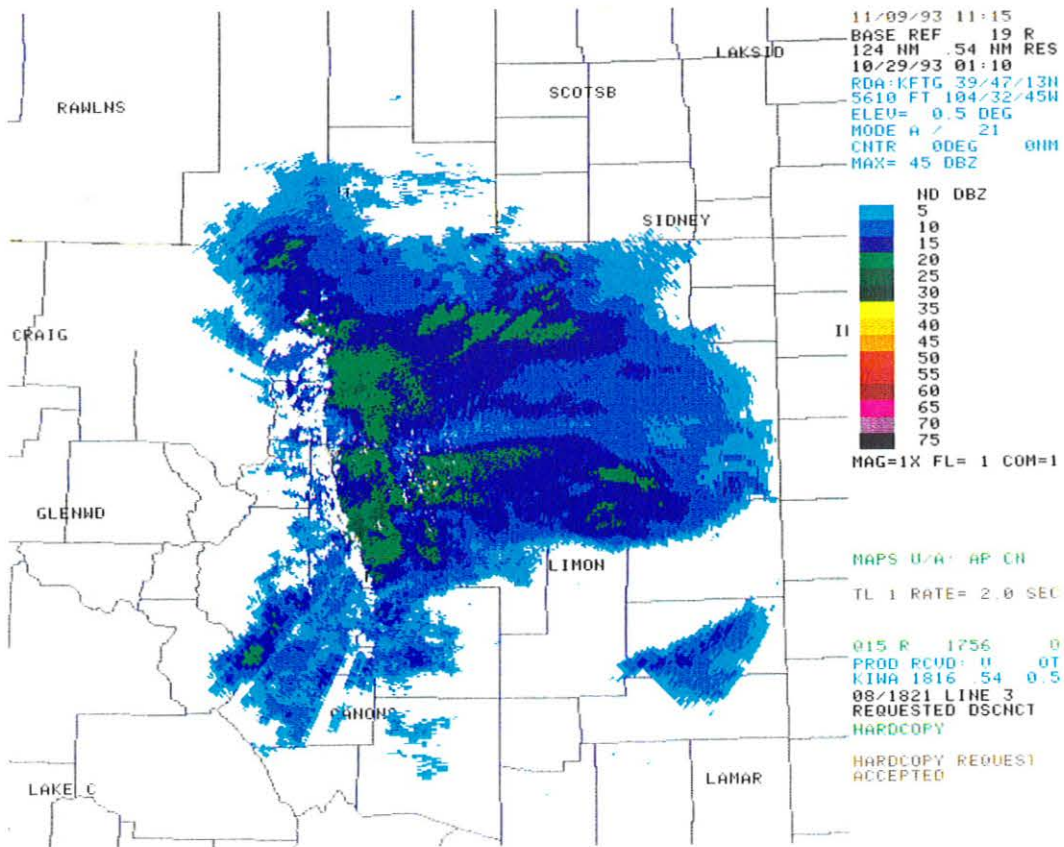 11/09/93 11:15
BASE REF 19 R
124 NM .54 NM RES
10/29/93 01:10
RDA:KFTG 39/47/13N
5610 FT 104/32/45W
ELEV= 0.5 DEG
MODE A / 21
CNTR 0DEG 0NM
MAX= 45 DBZ
ND DBZ
5
10
15
20
25
30
35
40
45
50
55
60
65
70
75
MAG=1X FL= 1 COM=1
MAPS U/A: AP CN
TL 1 RATE= 2.0 SEC
Q15 R 1756 0
PROD RCVD: V OT
KIWA 1816 .54 0.5
08/1821 LINE 3
REQUESTED DSCNCT
HARDCOPY
HARDCOPY REQUEST
ACCEPTED
LAKSID
RAWLNS
SCOTSB
SIDNEY
CRAIG
GLENWD
LIMON
LAKE C
LAMAR